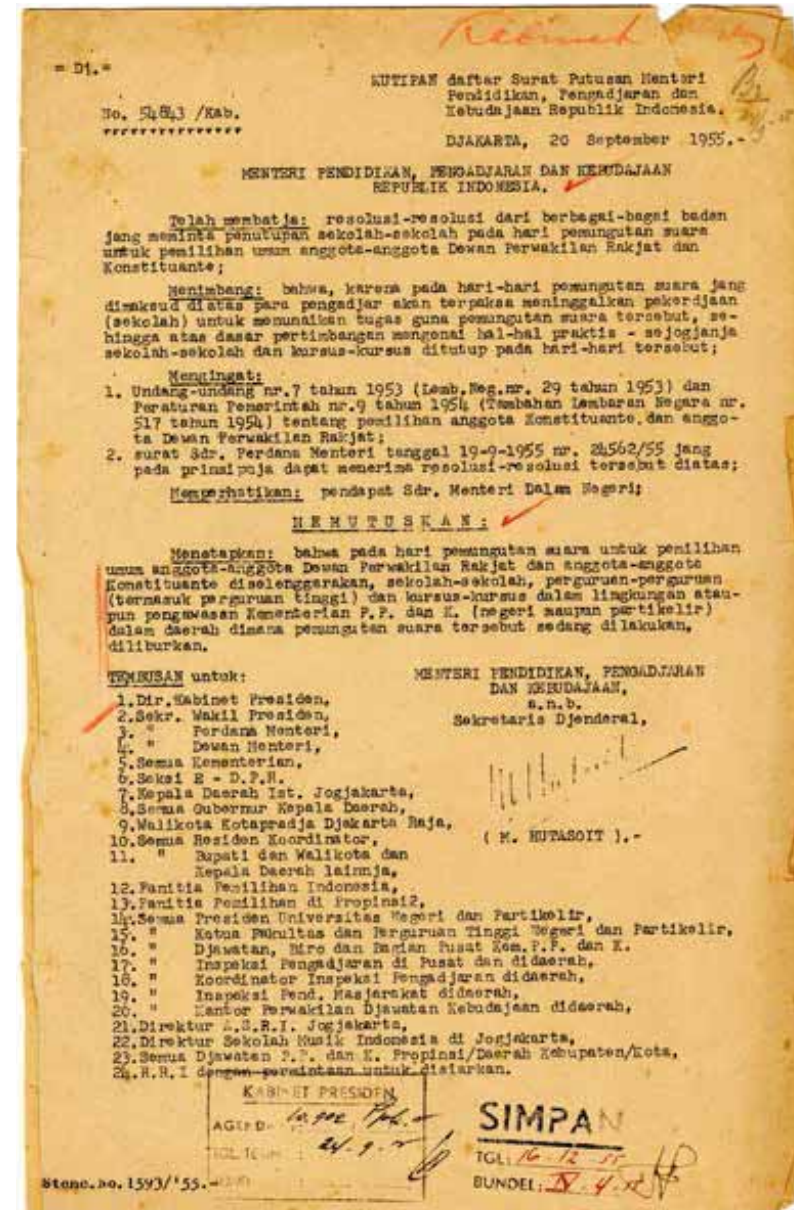 = D1.=
KUTIPAN daftar Surat Putusan Menteri
Pendidikan, Pengadjaran dan
Kebudajaan Republik Indonesia.
No. 54843 /Kab.
DJAKARTA, 20 September 1955.-
MENTERI PENDIDIKAN, PENGADJARAN DAN KEBUDAJAAN
REPUBLIK INDONESIA.
Telah membatja: resolusi-resolusi dari berbagai-bagai badan
jang meminta penutupan sekolah-sekolah pada hari pemungutan suara
untuk pemilihan umum anggota-anggota Dewan Perwakilan Rakjat dan
Konstituante;
Menimbang: bahwa, karena pada hari-hari pemungutan suara jang
dimaksud diatas para pengadjar akan terpaksa meninggalkan pekerdjaan
(sekolah) untuk menunaikan tugas guna pemungutan suara tersebut, se-
hingga atas dasar pertimbangan mengenai hal-hal praktis - sejogjanja
sekolah-sekolah dan kursus-kursus ditutup pada hari-hari tersebut;
Mengingat:
1. Undang-undang nr.7 tahun 1953 (Lemb.Neg.nr. 29 tahun 1953) dan
Peraturan Pemerintah nr.9 tahun 1954 (Tambahan Lembaran Negara nr.
517 tahun 1954) tentang pemilihan anggota Konstituante dan anggo-
ta Dewan Perwakilan Rakjat;
2. surat Sdr. Perdana Menteri tanggal 19-9-1955 nr. 24562/55 jang
pada prinsipnja dapat menerima resolusi-resolusi tersebut diatas;
Memperhatikan: pendapat Sdr. Menteri Dalam Negeri;
M E M U T U S K A N :
Menetapkan: bahwa pada hari pemungutan suara untuk pemilihan
umum anggota-anggota Dewan Perwakilan Rakjat dan anggota-anggota
Konstituante diselenggarakan, sekolah-sekolah, perguruan-perguruan
(termasuk perguruan tinggi) dan kursus-kursus dalam lingkungan atau-
pun pengawasan Kementerian P.P. dan K. (negeri maupun partikelir)
dalam daerah dimana pemungutan suara tersebut sedang dilakukan,
diliburkan.
TEMBUSAN untuk:
1.Dir.Kabinet Presiden,
2.Sekr. Wakil Presiden,
3. " Perdana Menteri,
4. " Dewan Menteri,
5.Semua Kementerian,
6.Seksi E - D.P.R.
7.Kepala Daerah Ist. Jogjakarta,
8.Semua Gubernur Kepala Daerah,
9.Walikota Kotapradja Djakarta Raja,
10.Semua Residen Koordinator,
11. " Bupati dan Walikota dan
Kepala Daerah lainnja,
12.Panitia Pemilihan Indonesia,
13.Panitia Pemilihan di Propinsi2,
14.Semua Presiden Universitas Negeri dan Partikelir,
15. " Ketua Fakultas dan Perguruan Tinggi Negeri dan Partikelir,
16. " Djawatan, Biro dan Bagian Pusat Kem.P.P. dan K.
17. " Inspeksi Pengadjaran di Pusat dan didaerah,
18. " Koordinator Inspeksi Pengadjaran didaerah,
19. " Inspeksi Pend. Masjarakat didaerah,
20. " Kantor Perwakilan Djawatan Kebudajaan didaerah,
21.Direktur A.S.R.I. Jogjakarta,
22.Direktur Sekolah Musik Indonesia di Jogjakarta,
23.Semua Djawatan P.P. dan K. Propinsi/Daerah Kebupaten/Kota,
24.R.R.I dengan permintaan untuk disiarkan.
MENTERI PENDIDIKAN, PENGADJARAN
DAN KEBUDAJAAN,
a.n.b.
Sekretaris Djenderal,
( M. HUTASOIT ).-
KABINET PRESIDEN
AGENDA
24.9.
SIMPAN
TGL: 16-12-55
BUNDEL:
Stenc.No.1593/'55.-